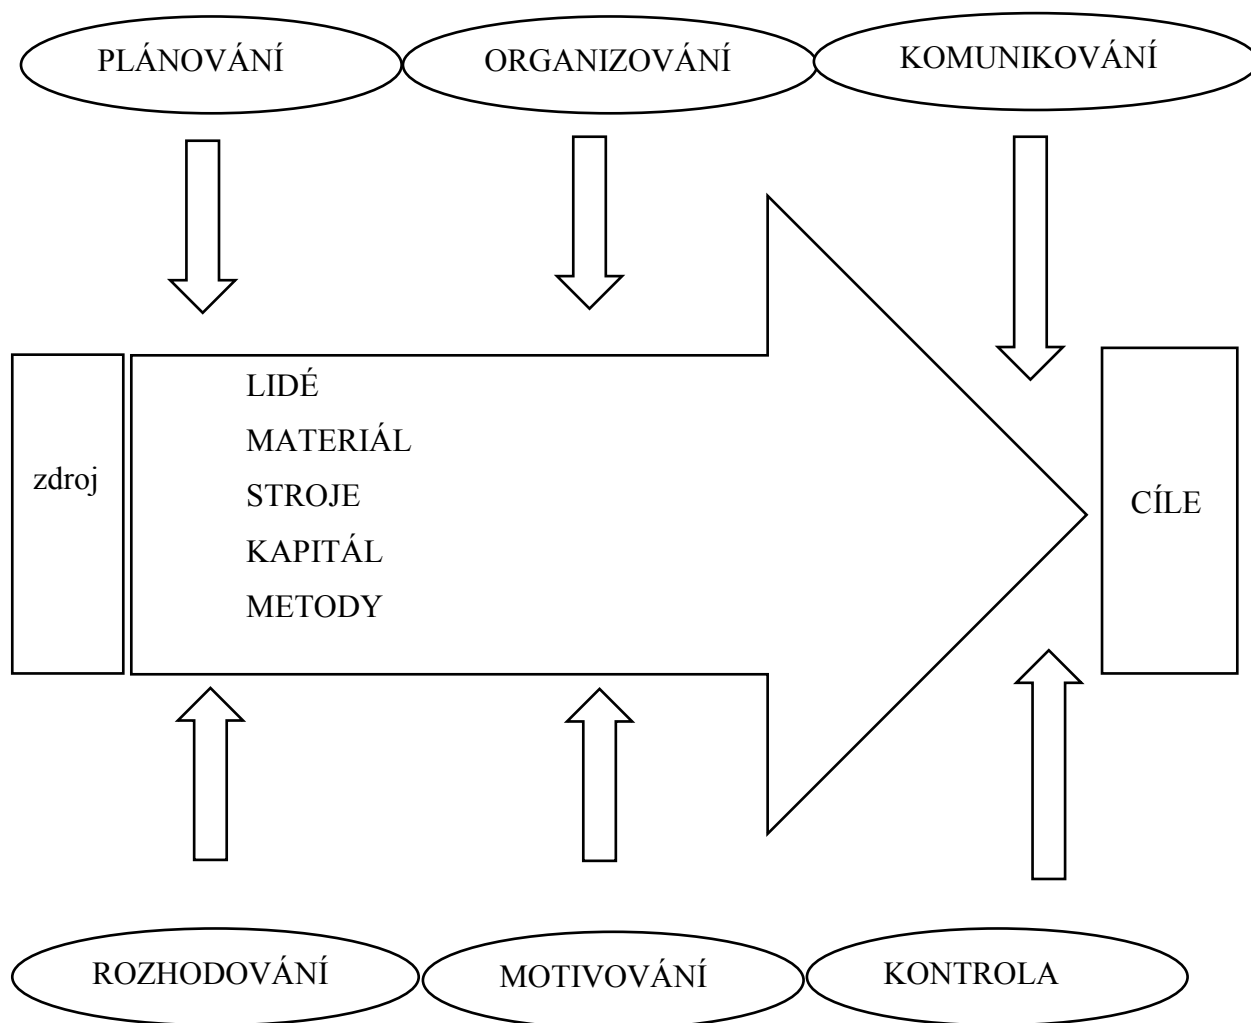 PLÁNOVÁNÍ
ORGANIZOVÁNÍ
KOMUNIKOVÁNÍ
zdroj
LIDÉ
MATERIÁL
STROJE
KAPITÁL
METODY
CÍLE
ROZHODOVÁNÍ
MOTIVOVÁNÍ
KONTROLA